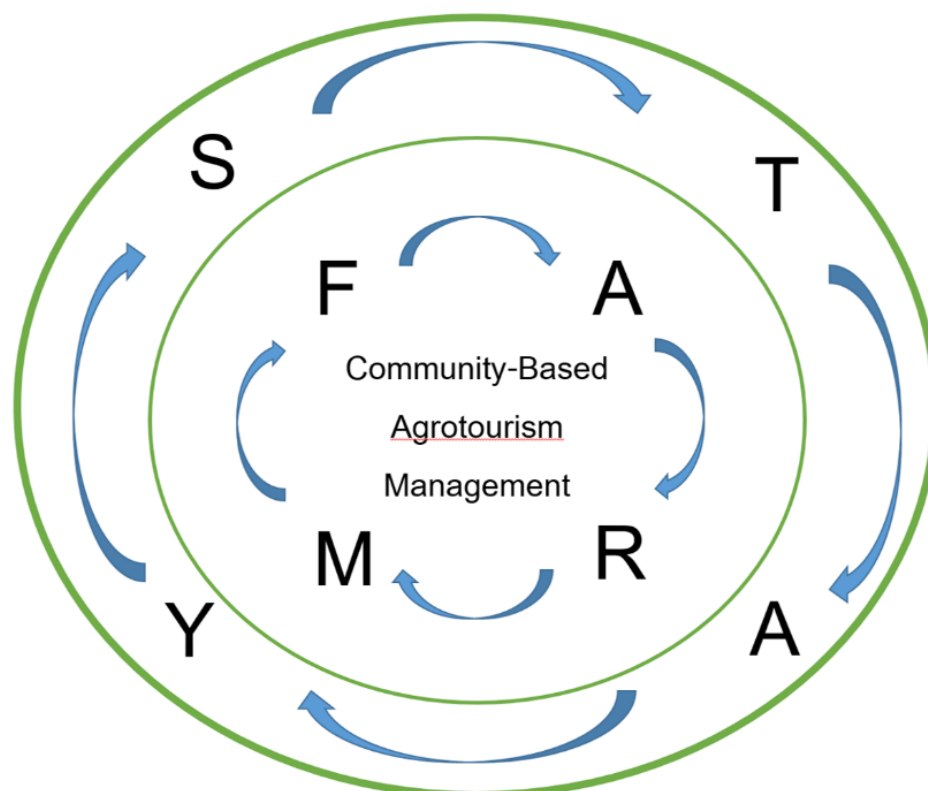 S
T
F
A
Community-Based
Agrotourism
Management
M
R
Y
A